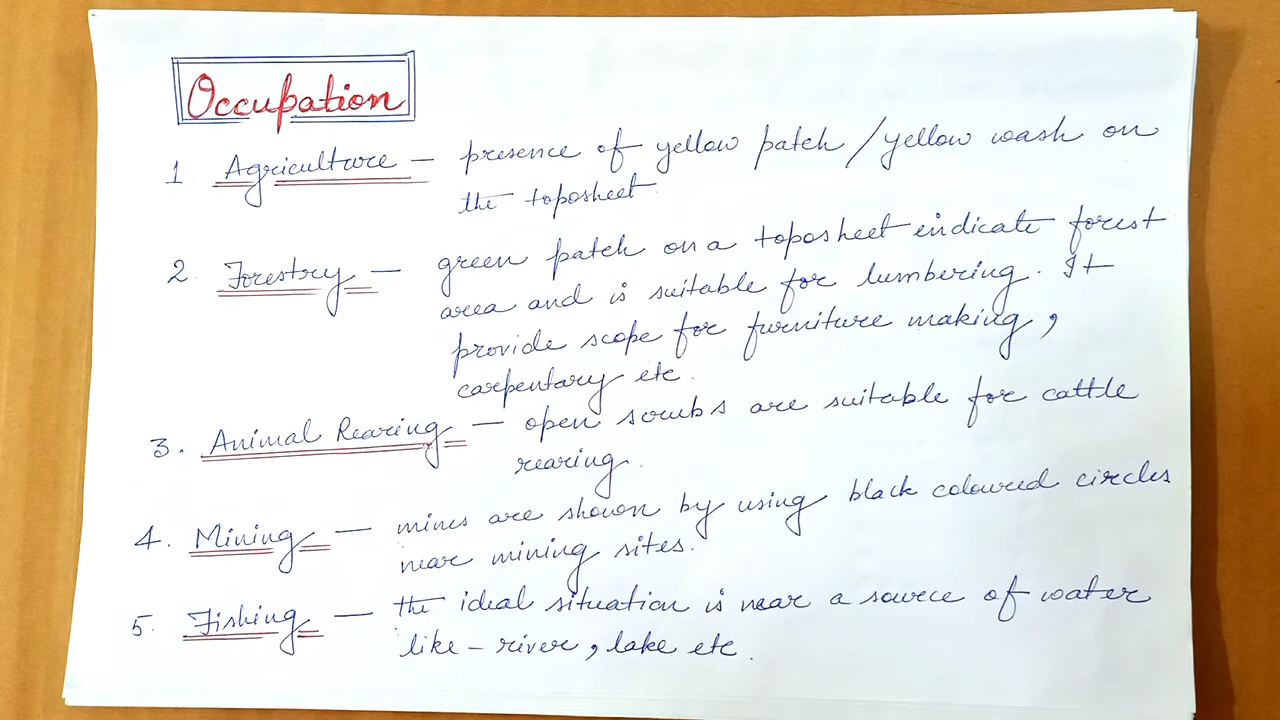 Occupation
1 Agriculture – presence of yellow patch / yellow wash on
the toposheet
2. Forestry – green patch on a toposheet indicate forest
area and is suitable for lumbering. It
provide scope for furniture making,
carpentary etc.
3. Animal Rearing – open scrubs are suitable for cattle
rearing.
4. Mining – mines are shown by using black coloured circles
near mining sites.
5. Fishing – the ideal situation is near a source of water
like – river, lake etc.